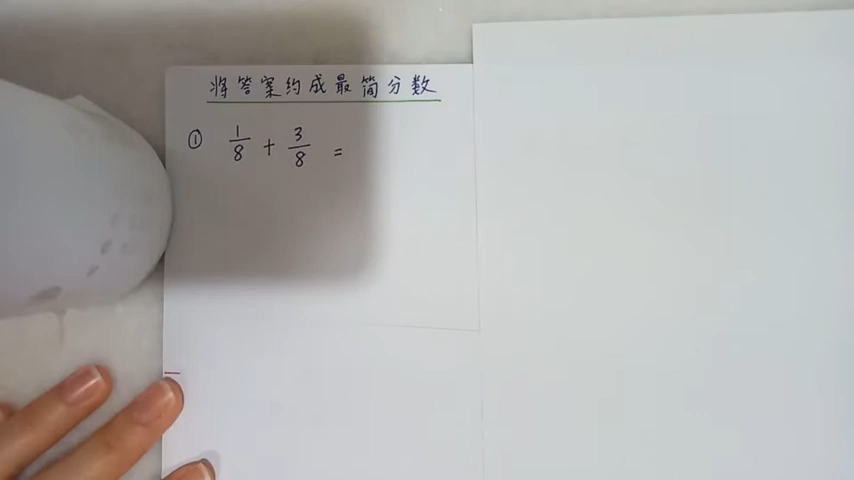 将答案约成最简分数
① 1/8 + 3/8 =